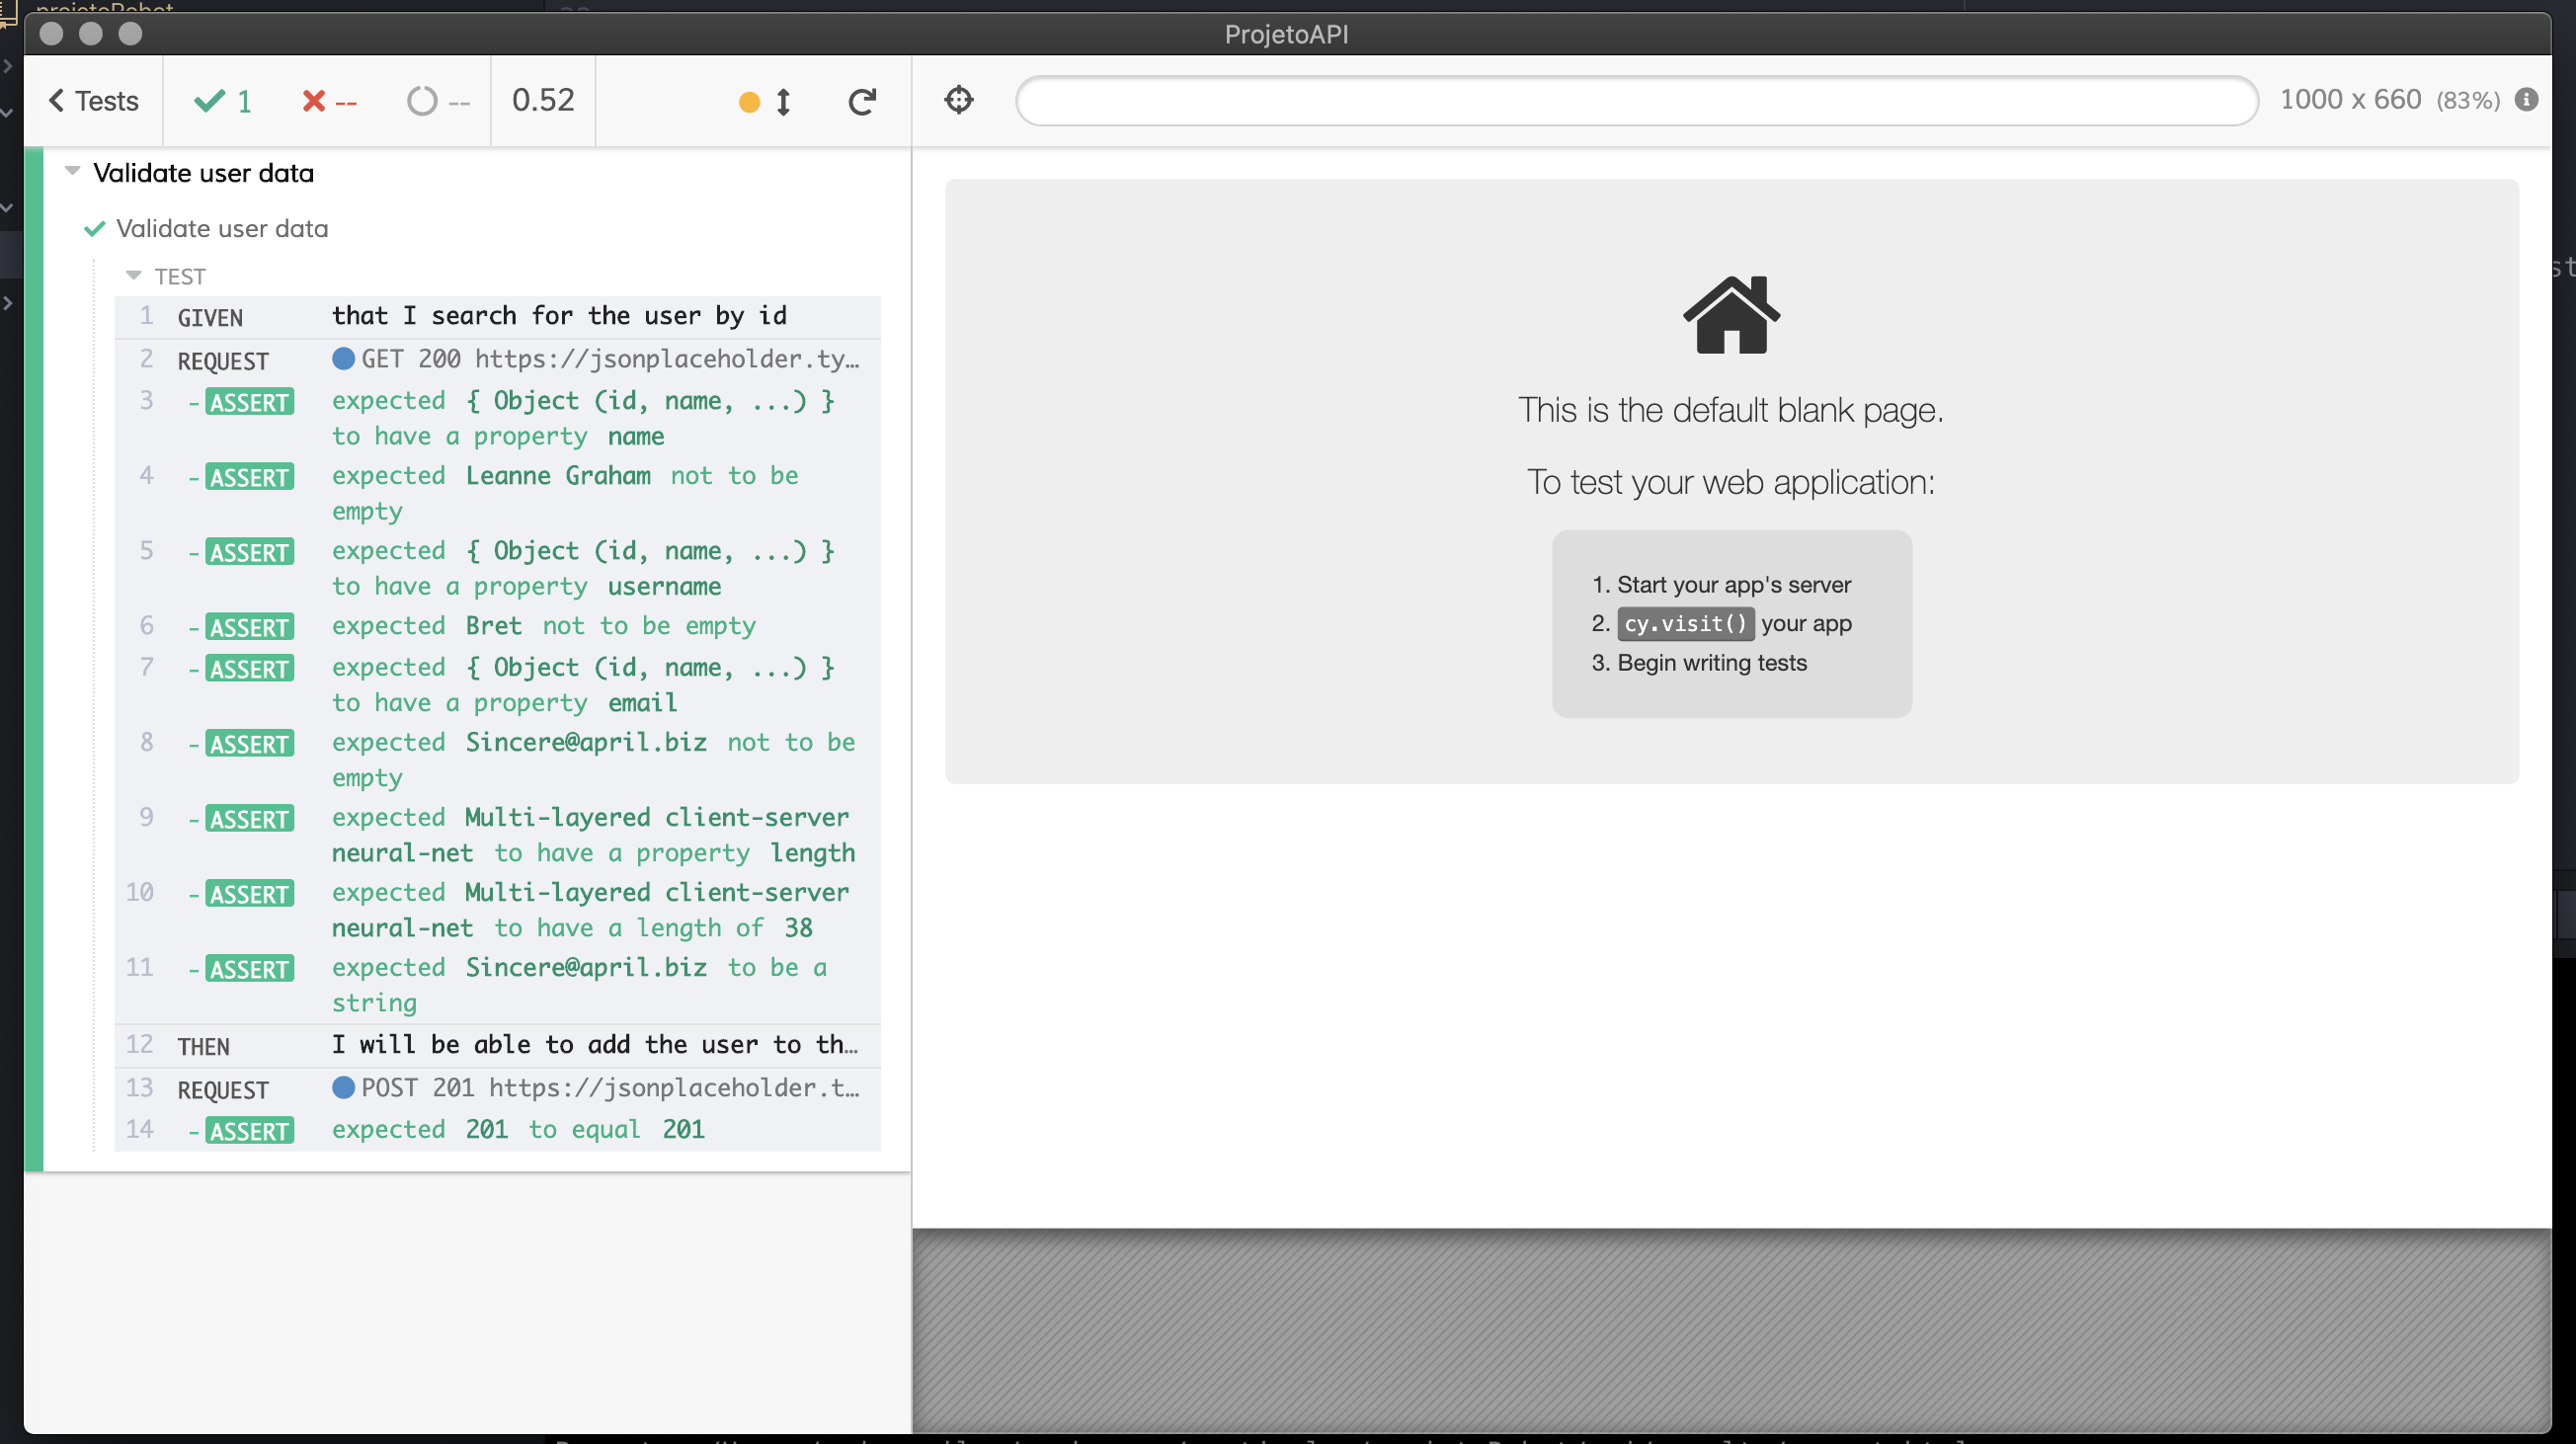 projetoRobot
ProjetoAPI
Tests
1
--
--
0.52
1000 x 660 (83%)
Validate user data
Validate user data
TEST
1 GIVEN that I search for the user by id
2 REQUEST GET 200 https://jsonplaceholder.ty…
3 -ASSERT expected { Object (id, name, ...) }
to have a property name
4 -ASSERT expected Leanne Graham not to be
empty
5 -ASSERT expected { Object (id, name, ...) }
to have a property username
6 -ASSERT expected Bret not to be empty
7 -ASSERT expected { Object (id, name, ...) }
to have a property email
8 -ASSERT expected Sincere@april.biz not to be
empty
9 -ASSERT expected Multi-layered client-server
neural-net to have a property length
10 -ASSERT expected Multi-layered client-server
neural-net to have a length of 38
11 -ASSERT expected Sincere@april.biz to be a
string
12 THEN I will be able to add the user to th…
13 REQUEST POST 201 https://jsonplaceholder.t…
14 -ASSERT expected 201 to equal 201
This is the default blank page.
To test your web application:
1. Start your app's server
2. cy.visit() your app
3. Begin writing tests
st